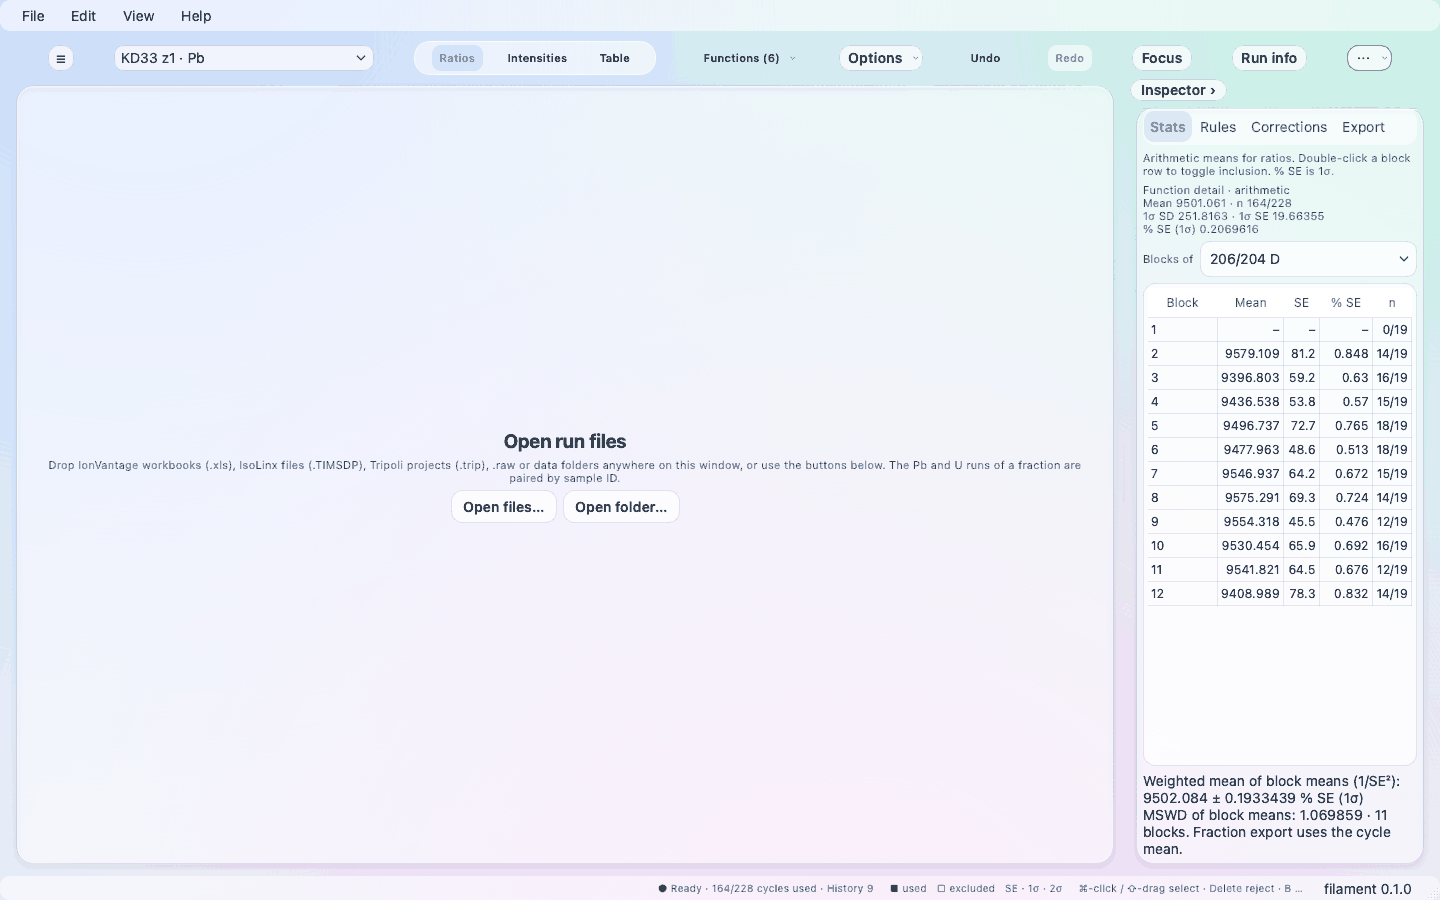 File Edit View Help
≡ KD33 z1 · Pb Ratios Intensities Table Functions (6) Options Undo Redo Focus Run info ···
Inspector ›
Stats Rules Corrections Export
Arithmetic means for ratios. Double-click a block
row to toggle inclusion. % SE is 1σ.
Function detail · arithmetic
Mean 9501.061 · n 164/228
1σ SD 251.8163 · 1σ SE 19.66355
% SE (1σ) 0.2069616
Blocks of 206/204 D
Block Mean SE % SE n
1 – – – 0/19
2 9579.109 81.2 0.848 14/19
3 9396.803 59.2 0.63 16/19
4 9436.538 53.8 0.57 15/19
5 9496.737 72.7 0.765 18/19
6 9477.963 48.6 0.513 18/19
7 9546.937 64.2 0.672 15/19
8 9575.291 69.3 0.724 14/19
9 9554.318 45.5 0.476 12/19
10 9530.454 65.9 0.692 16/19
11 9541.821 64.5 0.676 12/19
12 9408.989 78.3 0.832 14/19
Weighted mean of block means (1/SE²):
9502.084 ± 0.1933439 % SE (1σ)
MSWD of block means: 1.069859 · 11
blocks. Fraction export uses the cycle
mean.
Open run files
Drop IonVantage workbooks (.xls), IsoLinx files (.TIMSDP), Tripoli projects (.trip), .raw or data folders anywhere on this window, or use the buttons below. The Pb and U runs of a fraction are
paired by sample ID.
Open files... Open folder...
● Ready · 164/228 cycles used · History 9 ■ used □ excluded SE · 1σ · 2σ ⌘-click / ⇧-drag select · Delete reject · B ... filament 0.1.0